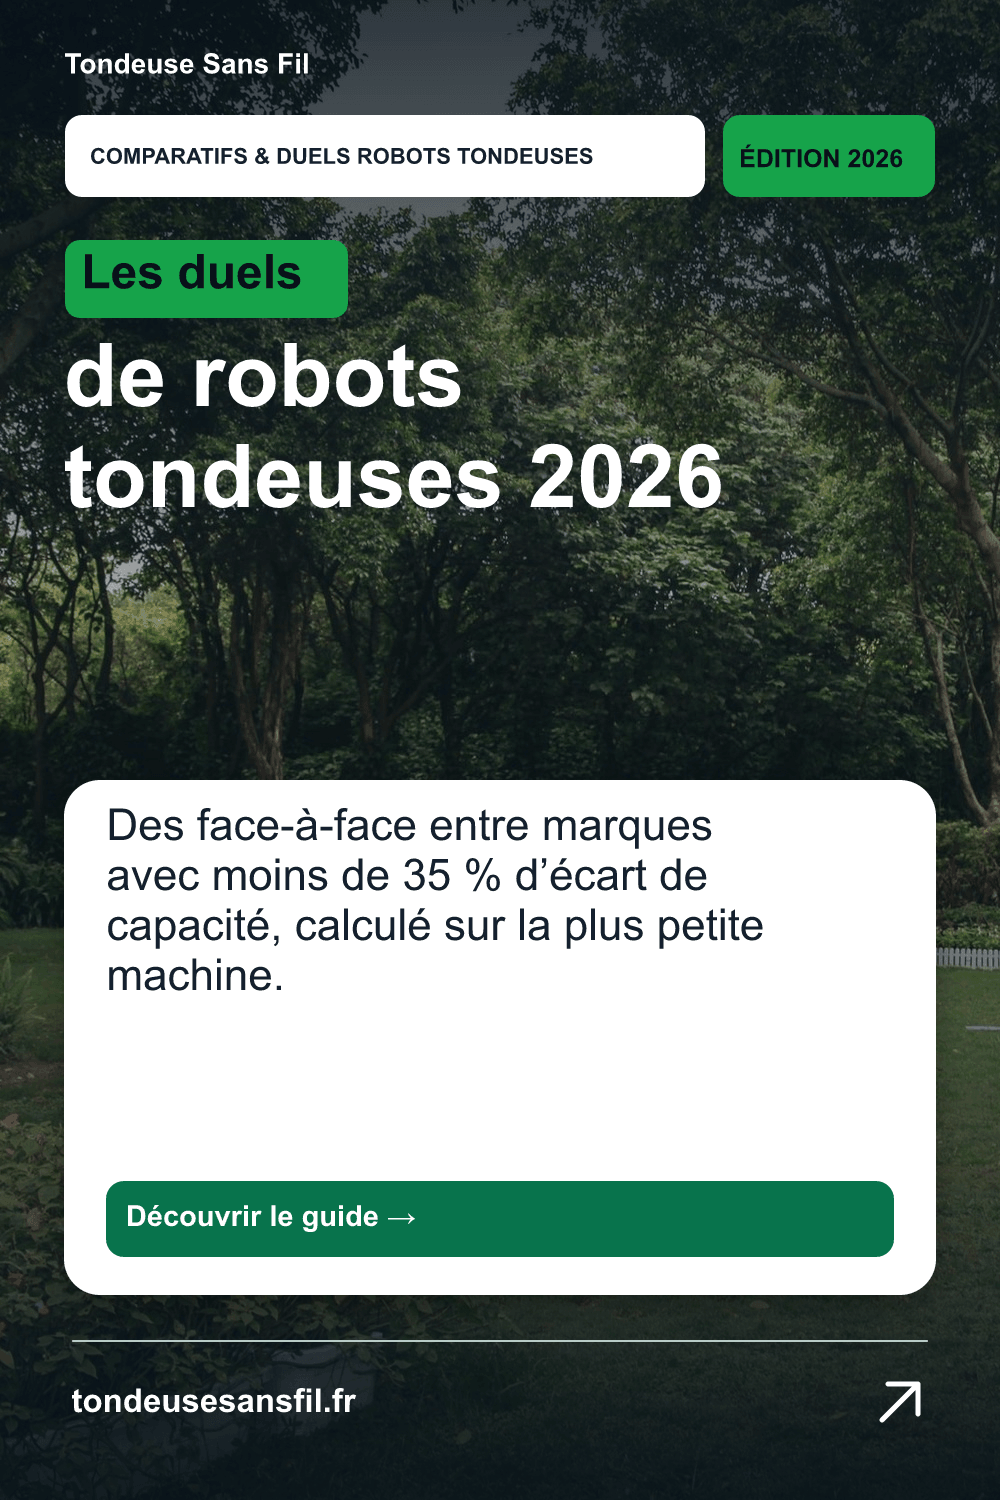 Tondeuse Sans Fil
COMPARATIFS & DUELS ROBOTS TONDEUSES
ÉDITION 2026
Les duels
de robots
tondeuses 2026
Des face-à-face entre marques
avec moins de 35 % d’écart de
capacité, calculé sur la plus petite
machine.
Découvrir le guide →
tondeusesansfil.fr